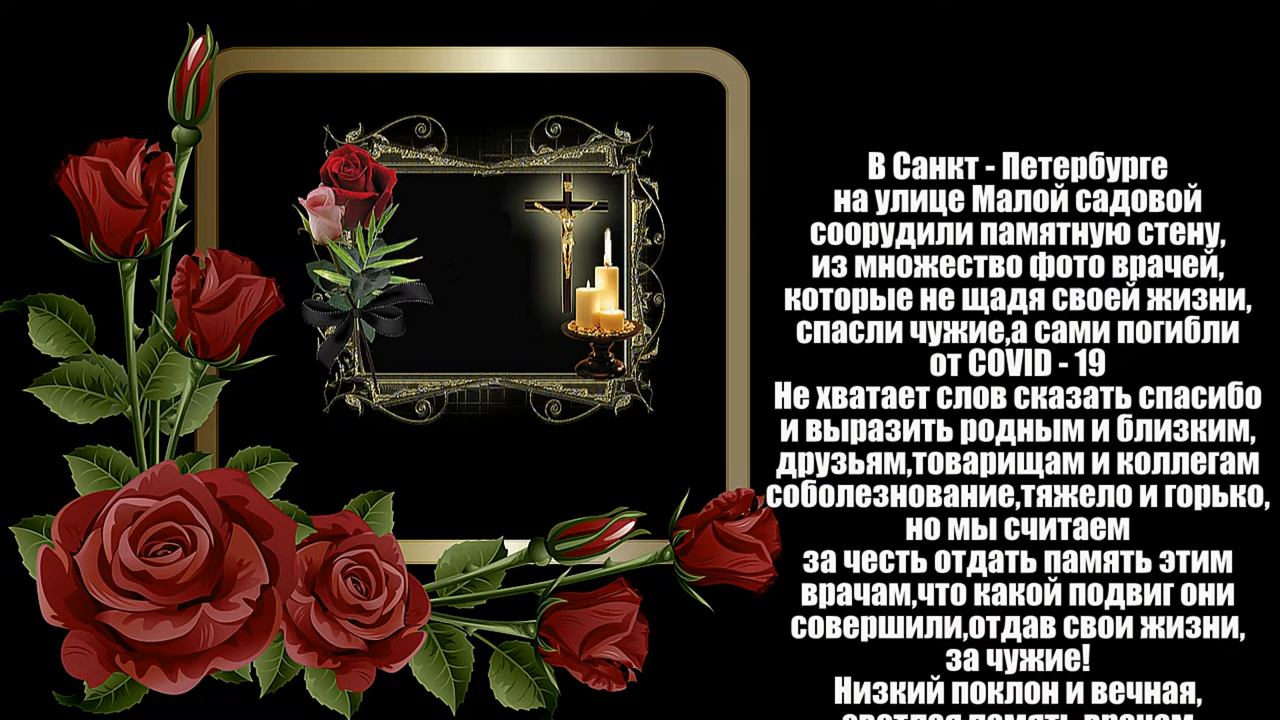 В Санкт - Петербурге
на улице Малой садовой
соорудили памятную стену,
из множество фото врачей,
которые не щадя своей жизни,
спасли чужие,а сами погибли
от COVID - 19
Не хватает слов сказать спасибо
и выразить родным и близким,
друзьям,товарищам и коллегам
соболезнование,тяжело и горько,
но мы считаем
за честь отдать память этим
врачам,что какой подвиг они
совершили,отдав свои жизни,
за чужие!
Низкий поклон и вечная,
светлая память врачам